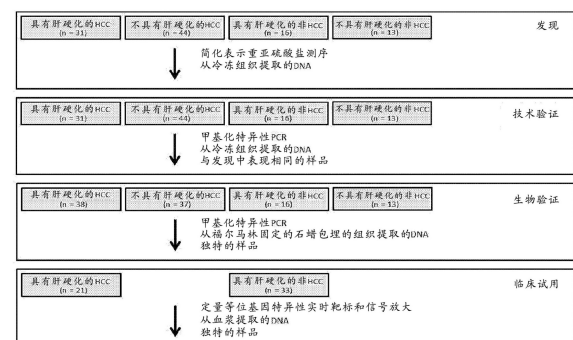 具有肝硬化的HCC 不具有肝硬化的HCC 具有肝硬化的非HCC 不具有肝硬化的非HCC 发现
(n = 31) (n = 44) (n = 16) (n = 13)
简化表示重亚硫酸盐测序
从冷冻组织提取的DNA
具有肝硬化的HCC 不具有肝硬化的HCC 具有肝硬化的非HCC 不具有肝硬化的非HCC 技术验证
(n = 31) (n = 44) (n = 16) (n = 13)
甲基化特异性PCR
从冷冻组织提取的DNA
与发现中表现相同的样品
具有肝硬化的HCC 不具有肝硬化的HCC 具有肝硬化的非HCC 不具有肝硬化的非HCC 生物验证
(n = 38) (n = 37) (n = 16) (n = 13)
甲基化特异性PCR
从福尔马林固定的石蜡包埋的组织提取的DNA
独特的样品
具有肝硬化的HCC 具有肝硬化的非HCC 临床试用
(n = 21) (n = 33)
定量等位基因特异性实时靶标和信号放大
从血浆提取的DNA
独特的样品